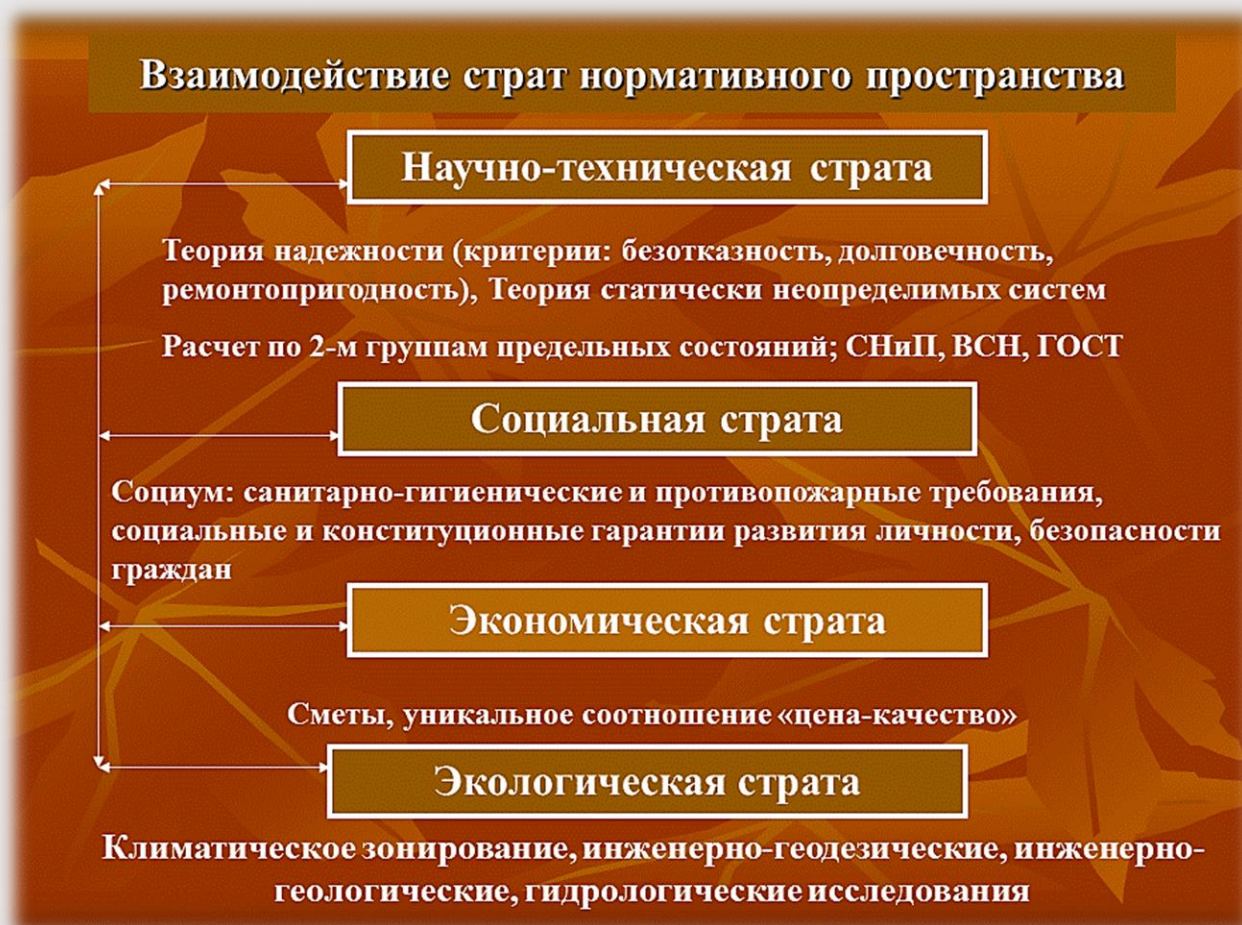 Взаимодействие страт нормативного пространства
Научно-техническая страта
Теория надежности (критерии: безотказность, долговечность,
ремонтопригодность), Теория статически неопределимых систем
Расчет по 2-м группам предельных состояний; СНиП, ВСН, ГОСТ
Социальная страта
Социум: санитарно-гигиенические и противопожарные требования,
социальные и конституционные гарантии развития личности, безопасности
граждан
Экономическая страта
Сметы, уникальное соотношение «цена-качество»
Экологическая страта
Климатическое зонирование, инженерно-геодезические, инженерно-
геологические, гидрологические исследования